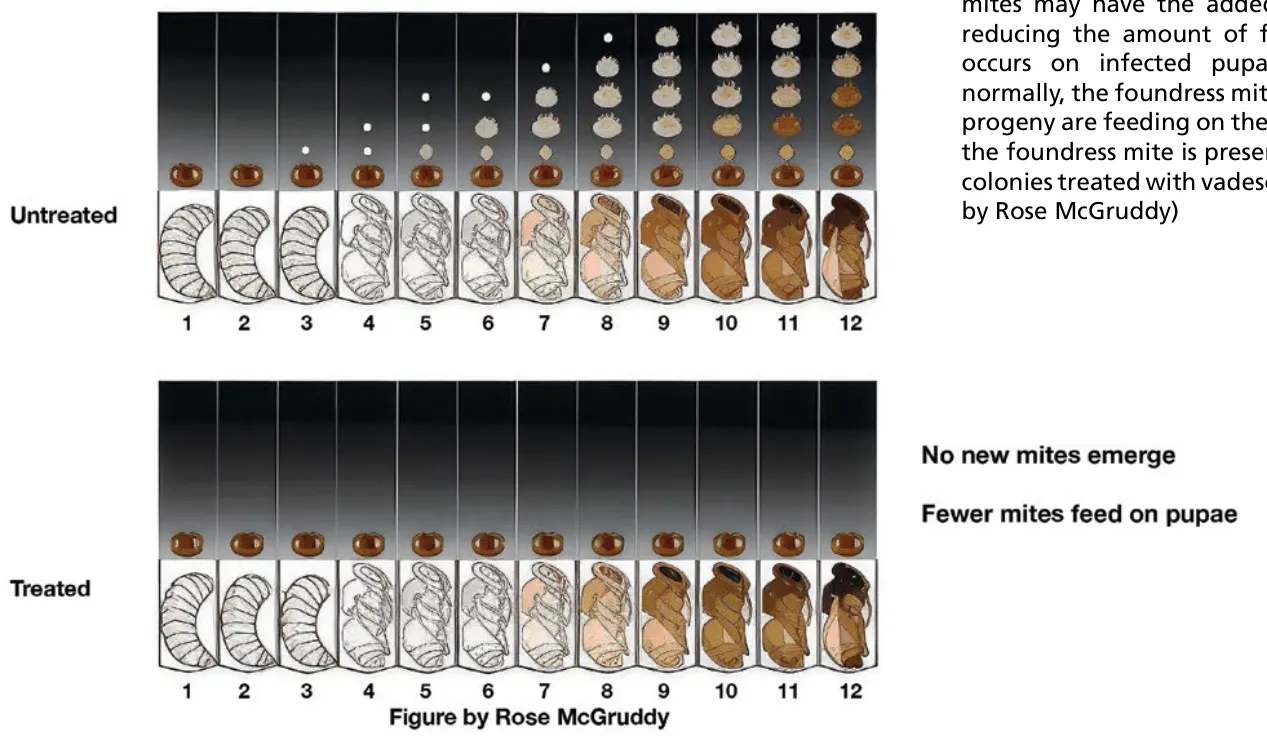 mites may have the added
reducing the amount of f
occurs on infected pupa
normally, the foundress mit
progeny are feeding on the
the foundress mite is presen
colonies treated with vadesc
by Rose McGruddy)
Untreated
1 2 3 4 5 6 7 8 9 10 11 12
No new mites emerge
Fewer mites feed on pupae
Treated
1 2 3 4 5 6 7 8 9 10 11 12
Figure by Rose McGruddy